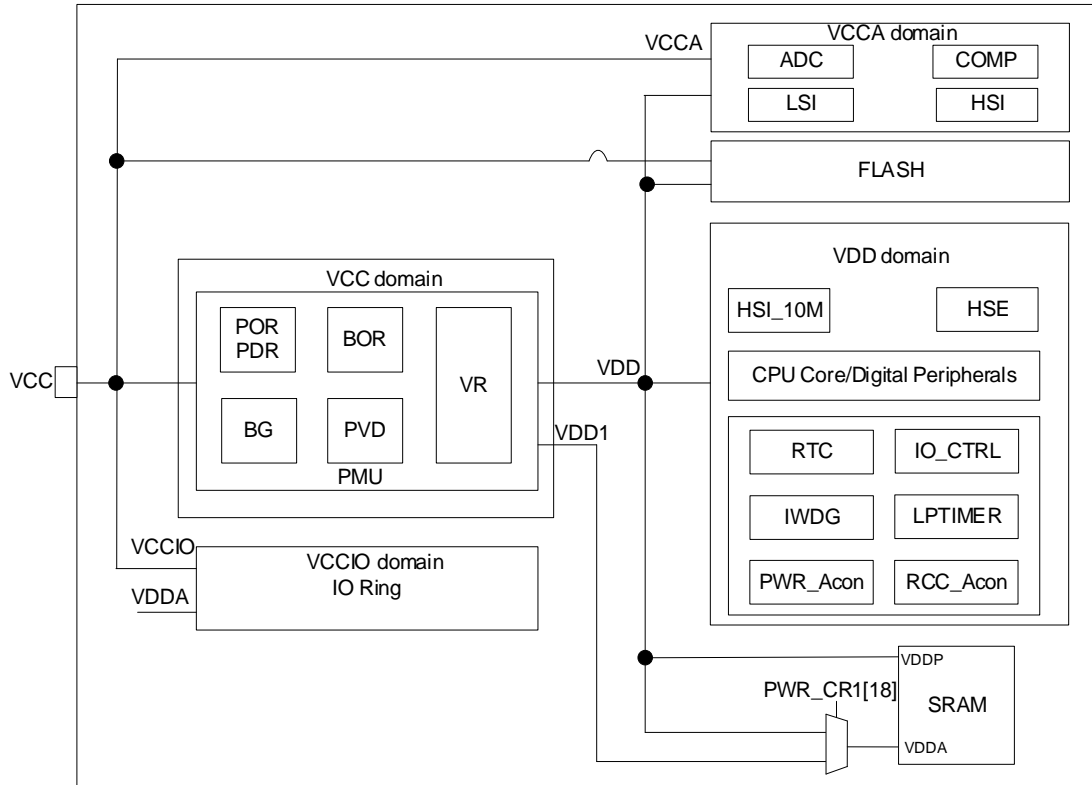 VCCA
VCCA domain
ADC
COMP
LSI
HSI
FLASH
VCC domain
POR
PDR
BOR
VR
BG
PVD
PMU
VCC
VDD
VDD1
VDD domain
HSI_10M
HSE
CPU Core/Digital Peripherals
RTC
IO_CTRL
IWDG
LPTIMER
PWR_Acon
RCC_Acon
VCCIO
VDDA
VCCIO domain
IO Ring
PWR_CR1[18]
VDDP
SRAM
VDDA